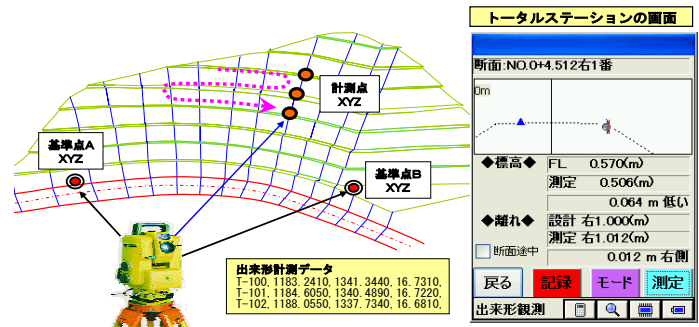 計測点
XYZ
基準点A
XYZ
基準点B
XYZ
出来形計測データ
T-100, 1183. 2410, 1341. 3440, 16. 7310,
T-101, 1184. 6050, 1340. 4890, 16. 7220,
T-102, 1188. 0550, 1337. 7340, 16. 6810,
トータルステーションの画面
断面:NO.0+4.512右1番
0m
◆標高◆ FL 0.570(m)
測定 0.506(m)
0.064 m 低い
◆離れ◆ 設計 右1.000(m)
測定 右1.012(m)
断面途中 0.012 m 右側
戻る 記録 モード 測定
出来形観測